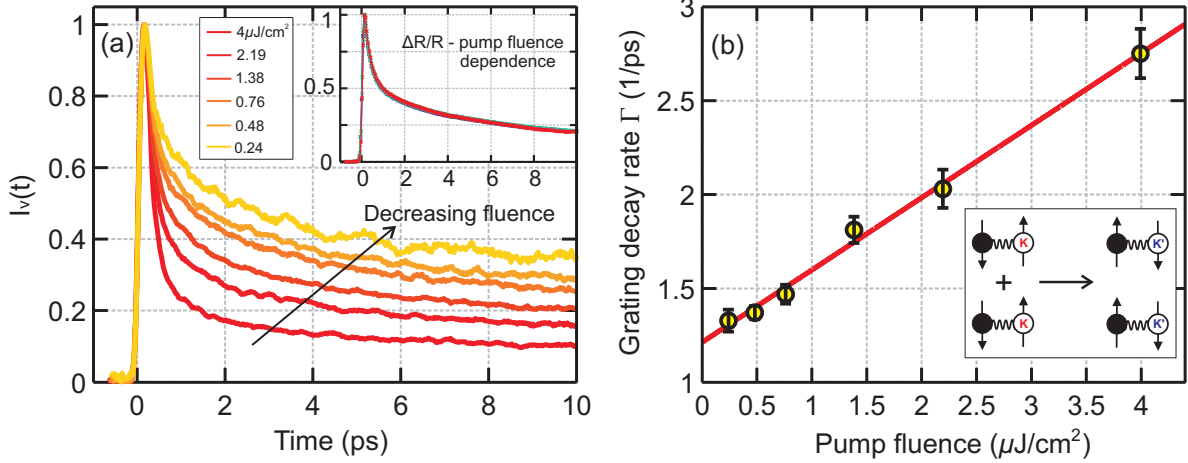 (a)
4μJ/cm²
2.19
1.38
0.76
0.48
0.24
ΔR/R - pump fluence
dependence
1
0.5
0
0 2 4 6 8
Decreasing fluence
1
0.8
0.6
0.4
0.2
0
I_v(t)
0 2 4 6 8 10
Time (ps)
(b)
3
2.5
2
1.5
1
Grating decay rate Γ (1/ps)
K K'
+
K K'
0 0.5 1 1.5 2 2.5 3 3.5 4
Pump fluence (μJ/cm²)